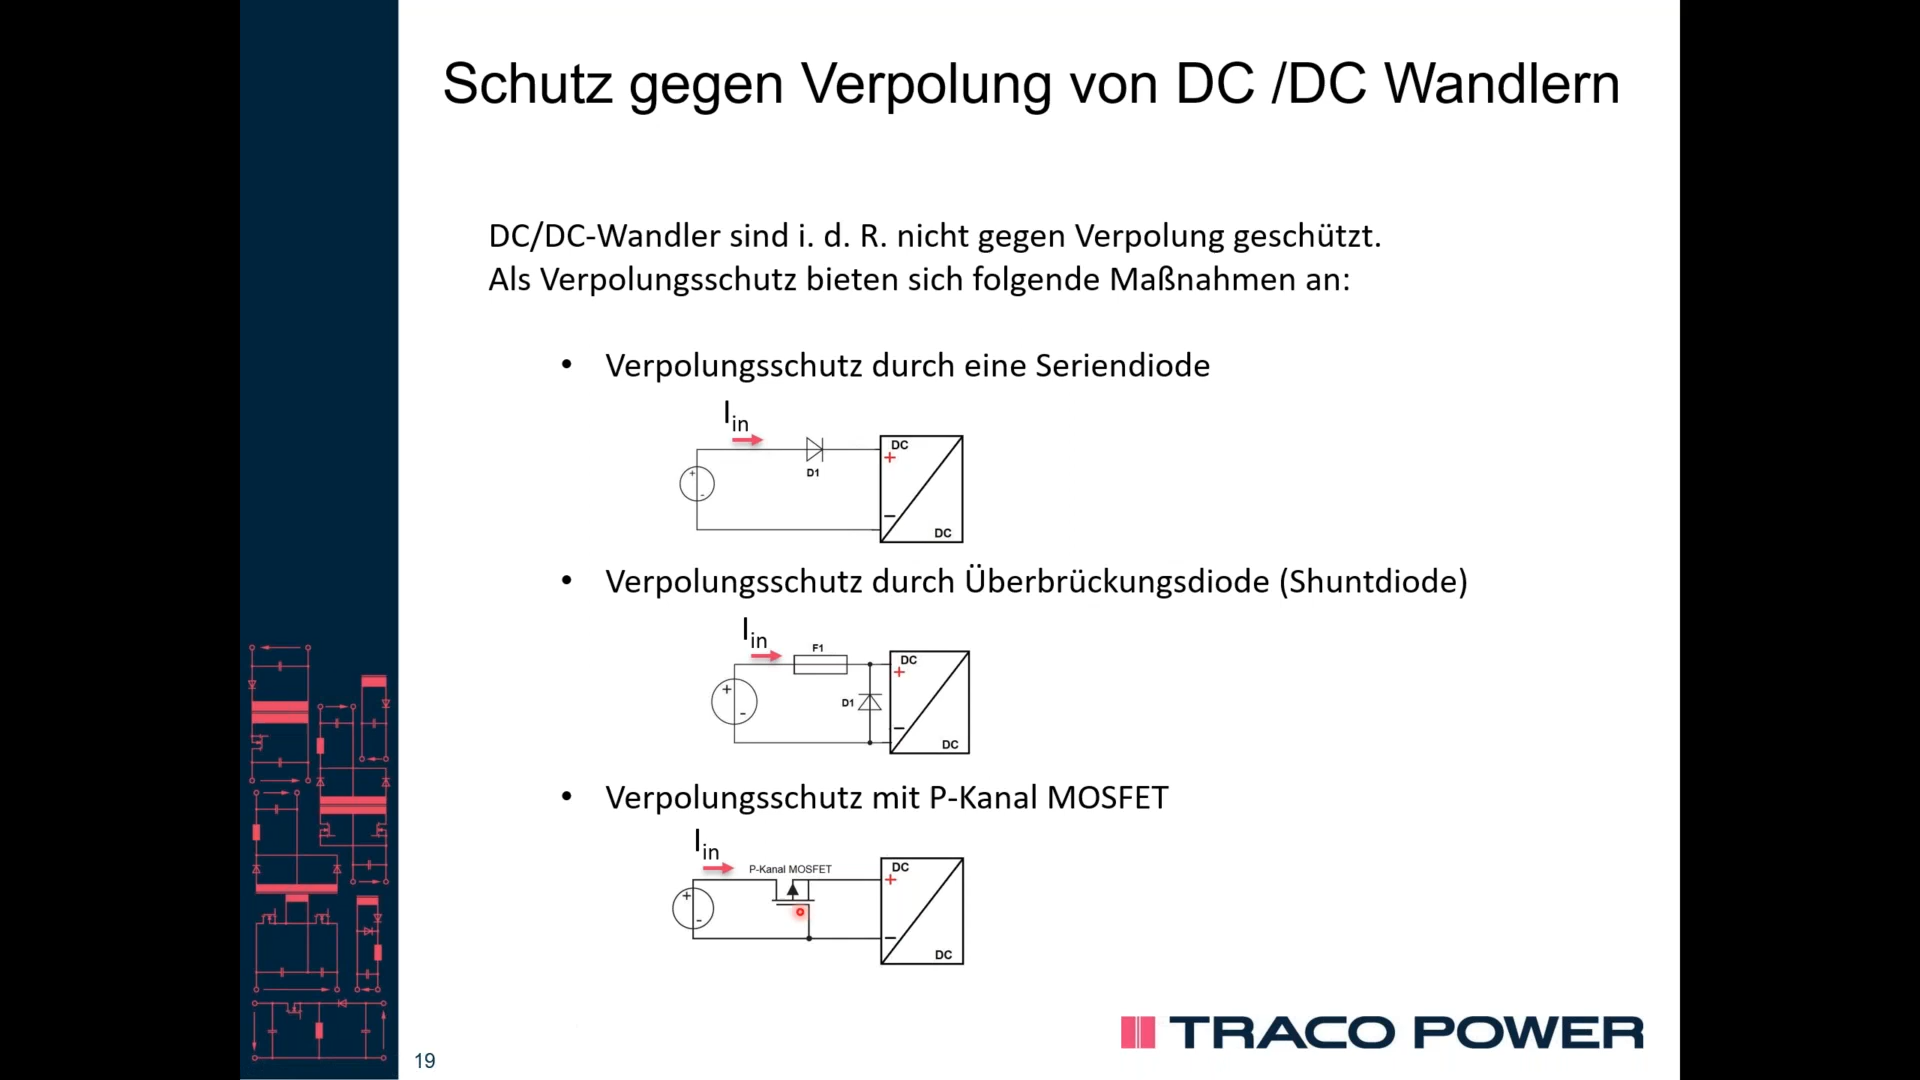 Schutz gegen Verpolung von DC /DC Wandlern
DC/DC-Wandler sind i. d. R. nicht gegen Verpolung geschützt.
Als Verpolungsschutz bieten sich folgende Maßnahmen an:
• Verpolungsschutz durch eine Seriendiode
Iin
+
-
D1
DC
+
–
DC
• Verpolungsschutz durch Überbrückungsdiode (Shuntdiode)
Iin
F1
+
-
D1
DC
+
–
DC
• Verpolungsschutz mit P-Kanal MOSFET
Iin
P-Kanal MOSFET
+
-
DC
+
–
DC
TRACO POWER
19